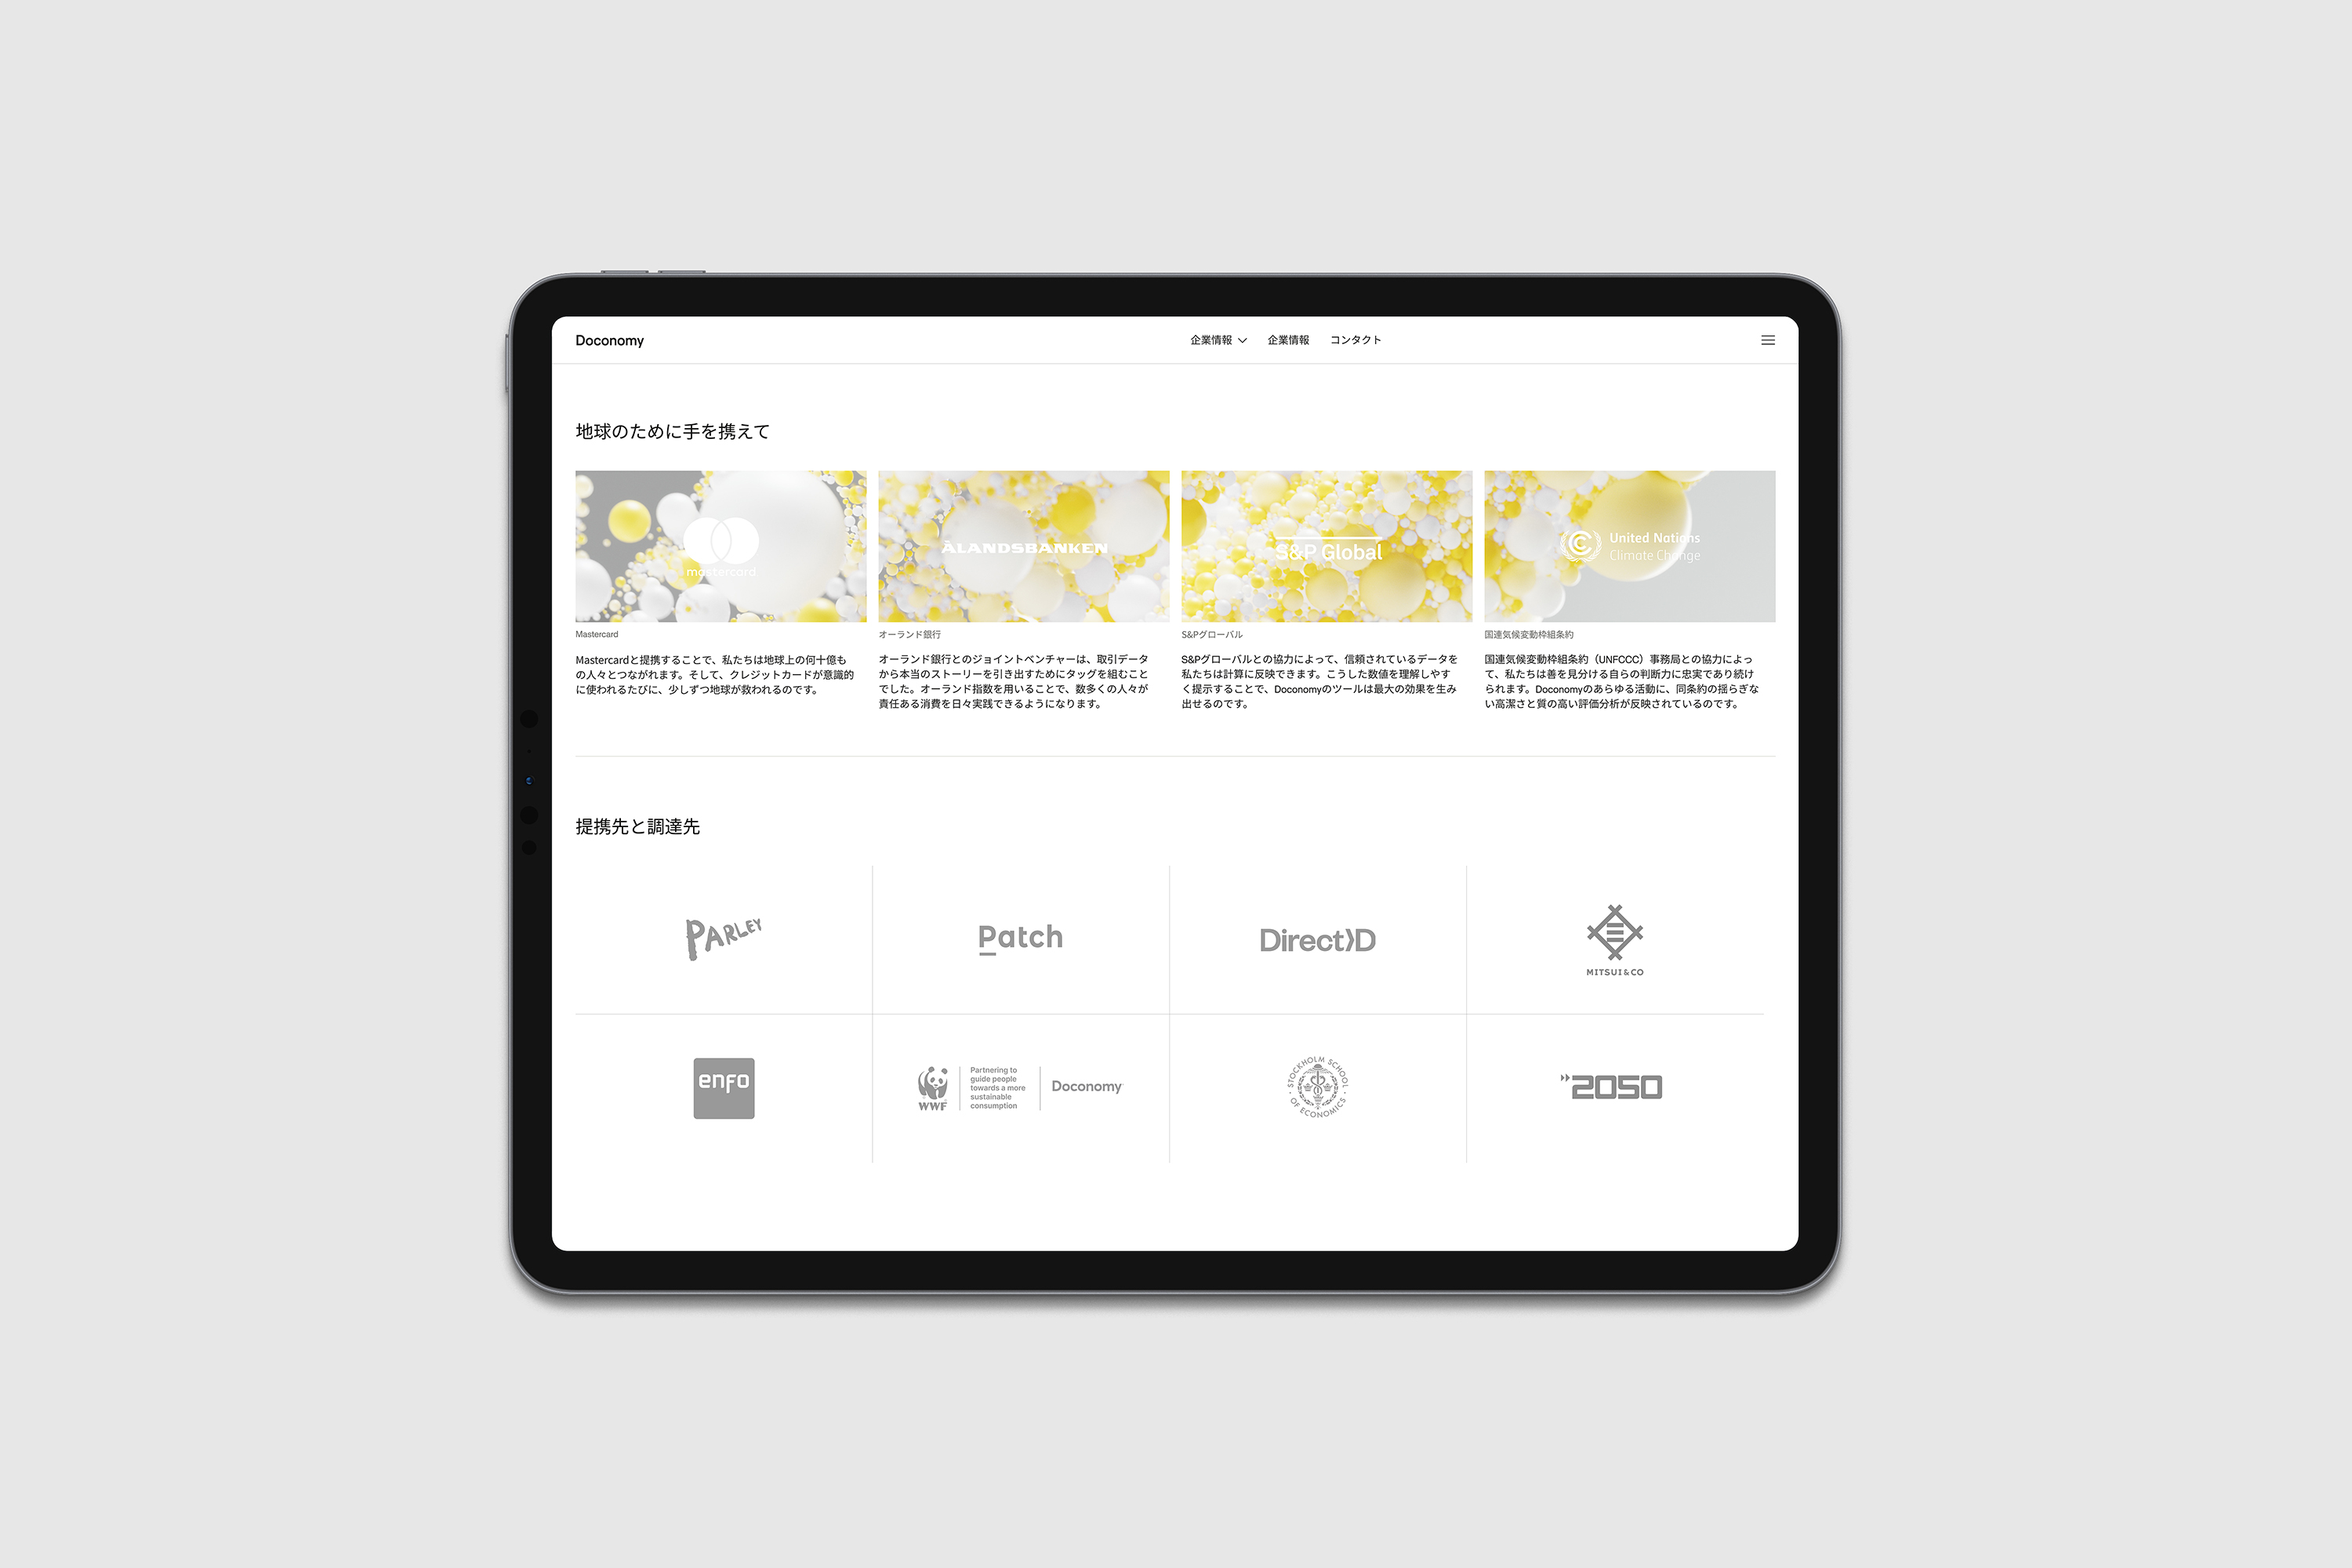 Doconomy
企業情報
企業情報
コンタクト
地球のために手を携えて
mastercard
ÅLANDSBANKEN
S&P Global
United Nations
Climate Change
Mastercard
Mastercardと提携することで、私たちは地球上の何十億も
の人々とつながれます。そして、クレジットカードが意識的
に使われるたびに、少しずつ地球が救われるのです。
オーランド銀行
オーランド銀行とのジョイントベンチャーは、取引データ
から本当のストーリーを引き出すためにタッグを組むこと
でした。オーランド指数を用いることで、数多くの人々が
責任ある消費を日々実践できるようになります。
S&Pグローバル
S&Pグローバルとの協力によって、信頼されているデータを
私たちは計算に反映できます。こうした数値を理解しやす
く提示することで、Doconomyのツールは最大の効果を生み
出せるのです。
国連気候変動枠組条約
国連気候変動枠組条約（UNFCCC）事務局との協力によっ
て、私たちは善を見分ける自らの判断力に忠実であり続け
られます。Doconomyのあらゆる活動に、同条約の揺らぎな
い高潔さと質の高い評価分析が反映されているのです。
提携先と調達先
PARLEY
Patch
DirectID
MITSUI&CO
enfo
WWF
Partnering to
guide people
towards a more
sustainable
consumption
Doconomy
STOCKHOLM SCHOOL
OF ECONOMICS
2050